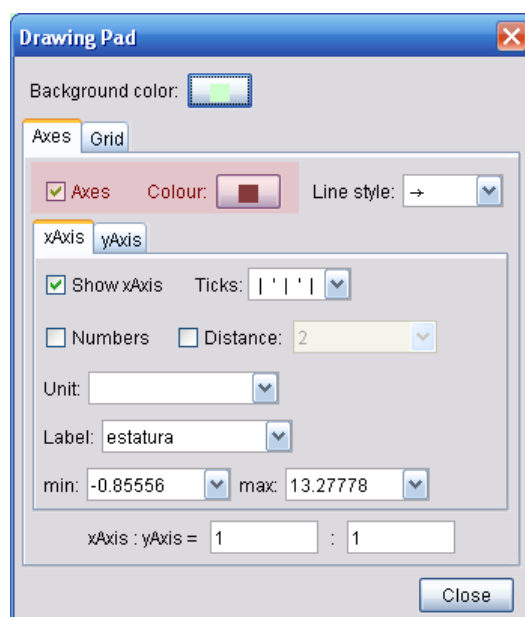 Drawing Pad
Background color:
Axes Grid
Axes Colour: Line style: →
xAxis yAxis
Show xAxis Ticks: | ' | ' |
Numbers Distance: 2
Unit:
Label: estatura
min: -0.85556 max: 13.27778
xAxis : yAxis = 1 : 1
Close